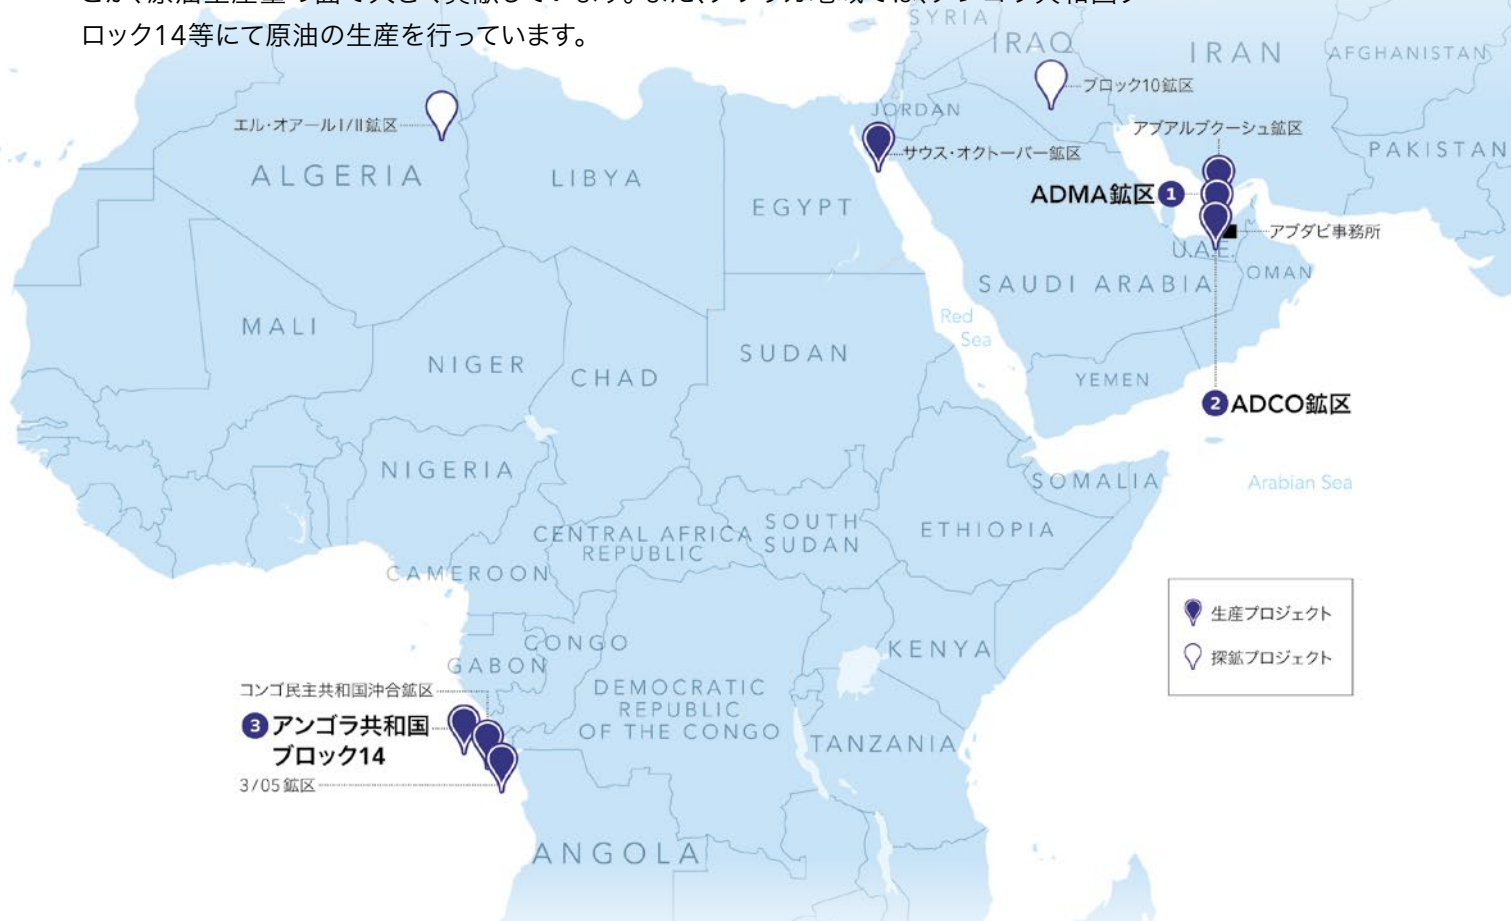 ロック14等にて原油の生産を行っています。
SYRIA
IRAQ
IRAN
AFGHANISTAN
ブロック10鉱区
JORDAN
エル・オアールI/II鉱区
アブアルブクーシュ鉱区
サウス・オクトーバー鉱区
PAKISTAN
ALGERIA
LIBYA
EGYPT
ADMA鉱区 1
アブダビ事務所
U.A.E.
OMAN
SAUDI ARABIA
MALI
NIGER
CHAD
SUDAN
Red
Sea
YEMEN
2 ADCO鉱区
NIGERIA
SOMALIA
Arabian Sea
CENTRAL AFRICA
REPUBLIC
SOUTH
SUDAN
ETHIOPIA
CAMEROON
生産プロジェクト
探鉱プロジェクト
CONGO
GABON
KENYA
コンゴ民主共和国沖合鉱区
3 アンゴラ共和国
ブロック14
3/05鉱区
DEMOCRATIC
REPUBLIC
OF THE CONGO
TANZANIA
ANGOLA